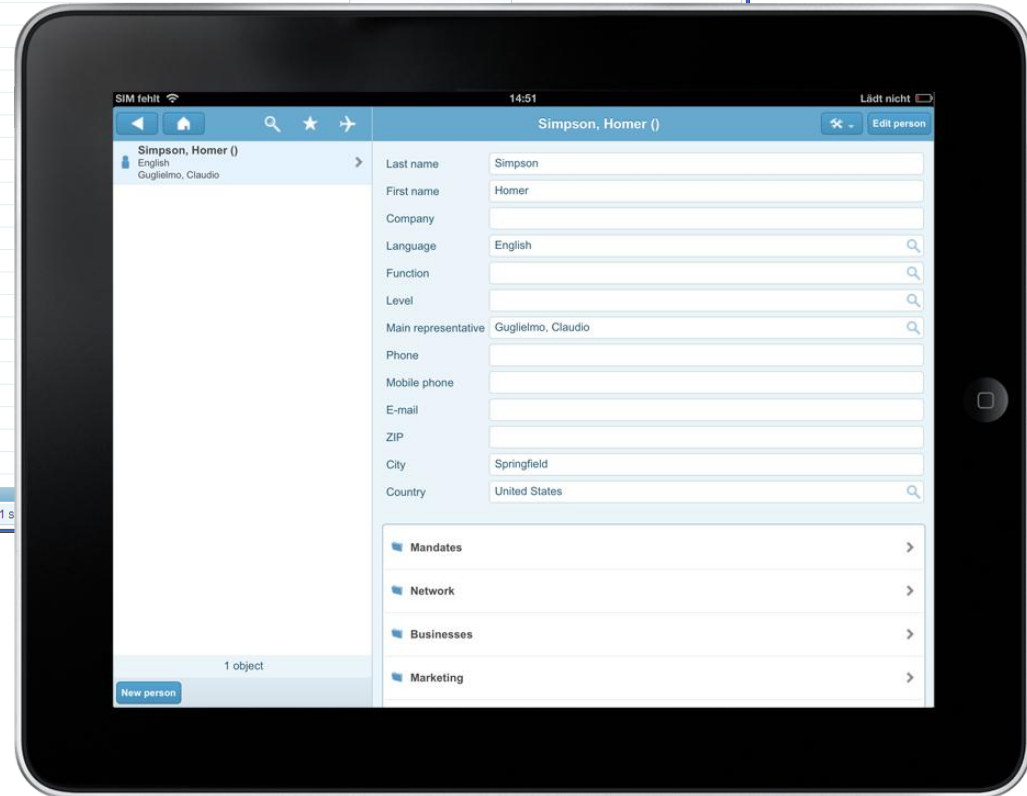 SIM fehlt 14:51 Lädt nicht
Simpson, Homer () Edit person
Simpson, Homer ()
English
Guglielmo, Claudio
1 object
New person
Last name Simpson
First name Homer
Company
Language English
Function
Level
Main representative Guglielmo, Claudio
Phone
Mobile phone
E-mail
ZIP
City Springfield
Country United States
Mandates
Network
Businesses
Marketing
1 s